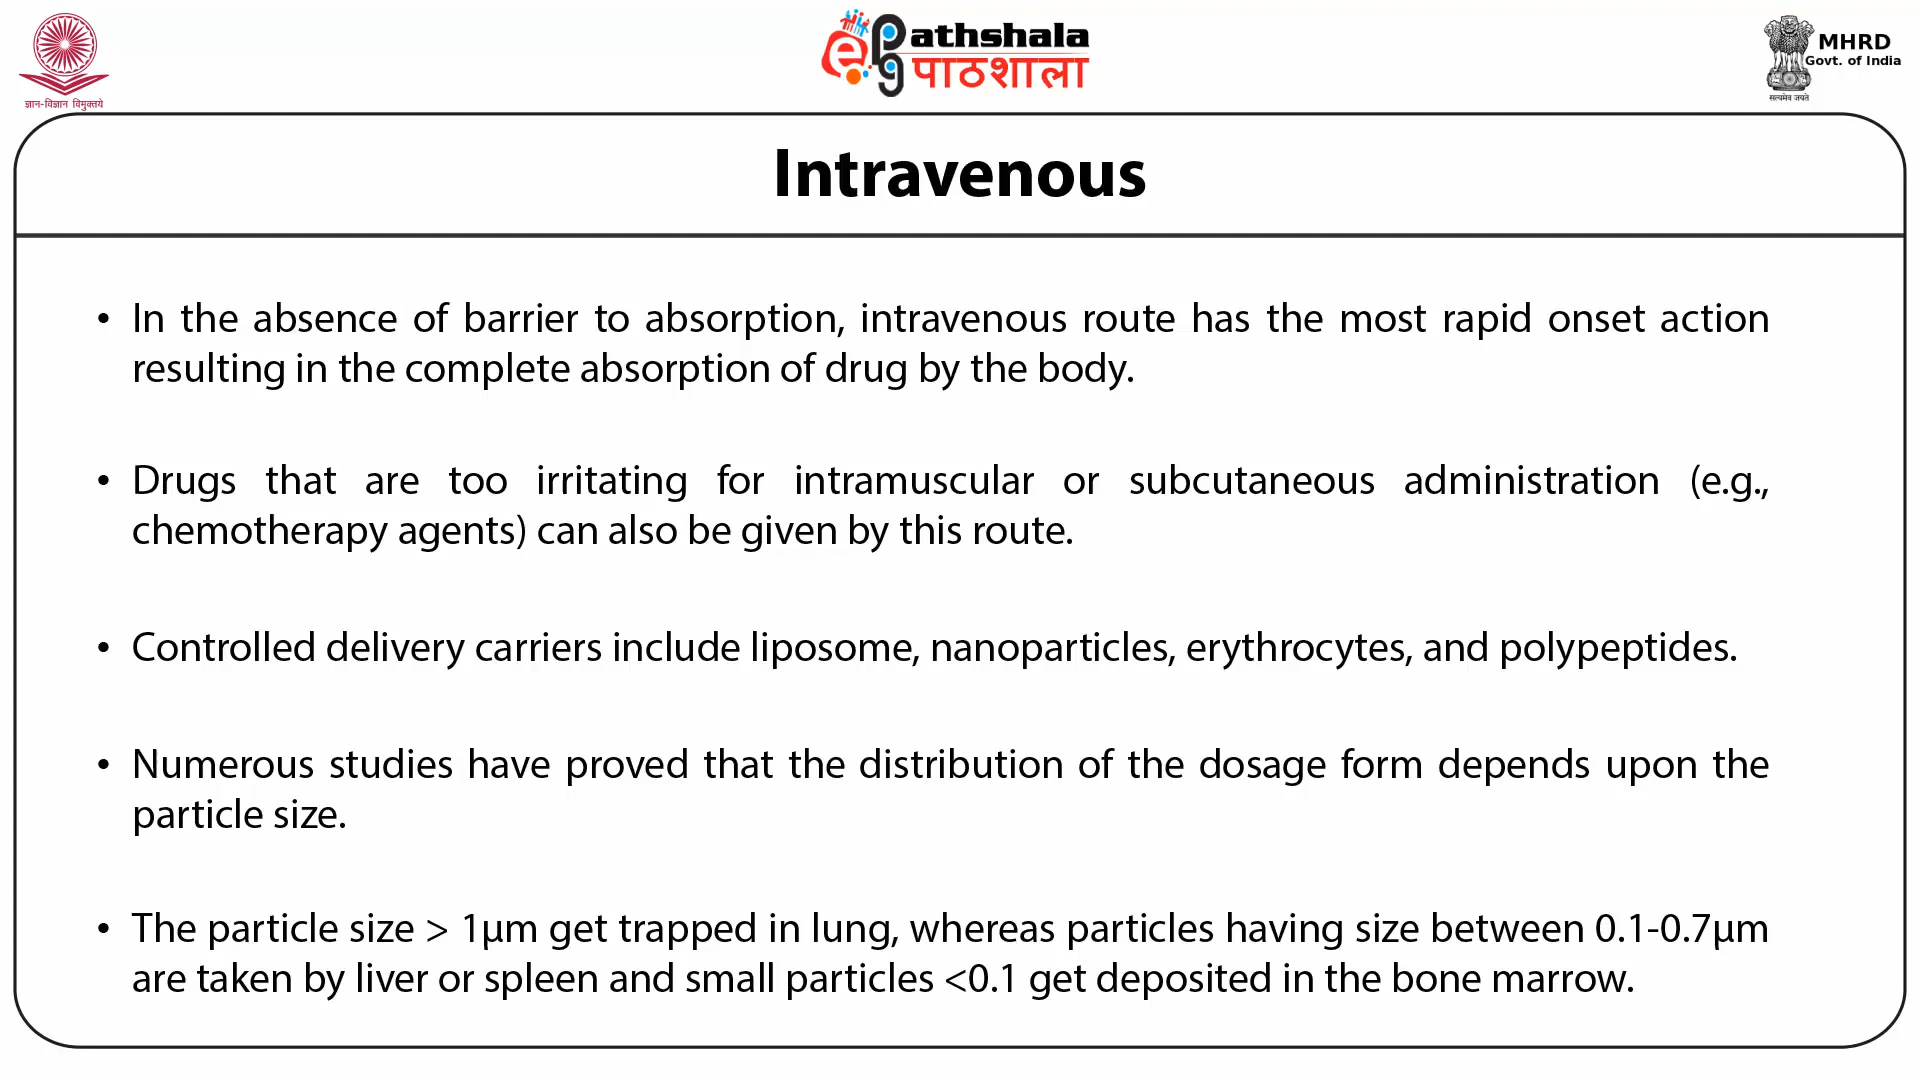 ज्ञान-विज्ञान विमुक्तये
ePathshala
पाठशाला
MHRD
Govt. of India
सत्यमेव जयते
Intravenous
• In the absence of barrier to absorption, intravenous route has the most rapid onset action
resulting in the complete absorption of drug by the body.
• Drugs that are too irritating for intramuscular or subcutaneous administration (e.g.,
chemotherapy agents) can also be given by this route.
• Controlled delivery carriers include liposome, nanoparticles, erythrocytes, and polypeptides.
• Numerous studies have proved that the distribution of the dosage form depends upon the
particle size.
• The particle size > 1µm get trapped in lung, whereas particles having size between 0.1-0.7µm
are taken by liver or spleen and small particles <0.1 get deposited in the bone marrow.